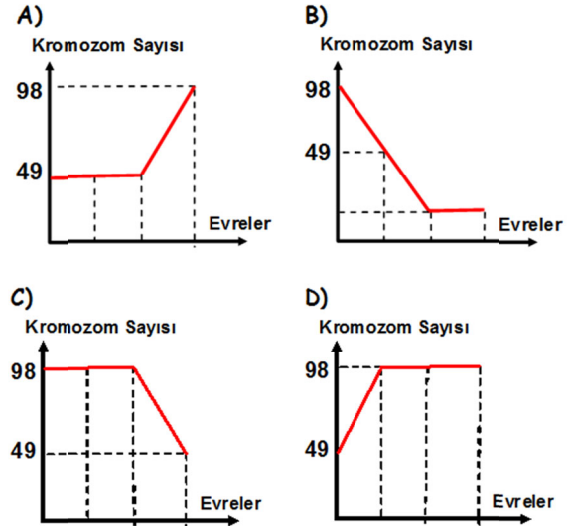 A)
Kromozom Sayısı
98
49
Evreler
B)
Kromozom Sayısı
98
49
Evreler
C)
Kromozom Sayısı
98
49
Evreler
D)
Kromozom Sayısı
98
49
Evreler